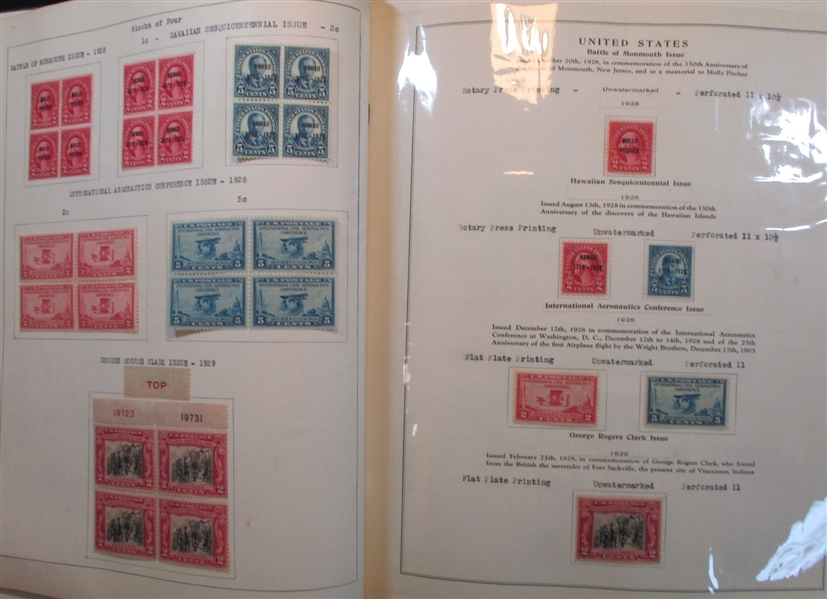 Blocks of Four
BATTLE OF MONMOUTH ISSUE - 1928
1c - HAWAIIAN SESQUICENTENNIAL ISSUE - 2c
INTERNATIONAL AERONAUTICS CONFERENCE ISSUE - 1928
2c
5c
GEORGE ROGERS CLARK ISSUE - 1929
TOP
19723
19731
UNITED STATES
Battle of Monmouth Issue
October 20th, 1928, in commemoration of the 150th Anniversary of
of Monmouth, New Jersey, and as a memorial to Molly Pitcher
Rotary Press Printing - Unwatermarked - Perforated 11 x 10½
1928
MOLLY
PITCHER
Hawaiian Sesquicentennial Issue
1928
Issued August 13th, 1928 in commemoration of the 150th
Anniversary of the discovery of the Hawaiian Islands
Rotary Press Printing Unwatermarked Perforated 11 x 10½
HAWAII
1778 - 1928
International Aeronautics Conference Issue
1928
Issued December 12th, 1928 in commemoration of the International Aeronautics
Conference at Washington, D. C., December 12th to 14th, 1928 and of the 25th
Anniversary of the first Airplane flight by the Wright Brothers, December 17th, 1903
Flat Plate Printing Unwatermarked Perforated 11
George Rogers Clark Issue
1929
Issued February 25th, 1929, in commemoration of George Rogers Clark, who forced
from the British the surrender of Fort Sackville, the present site of Vincennes, Indiana
Flat Plate Printing Unwatermarked Perforated 11